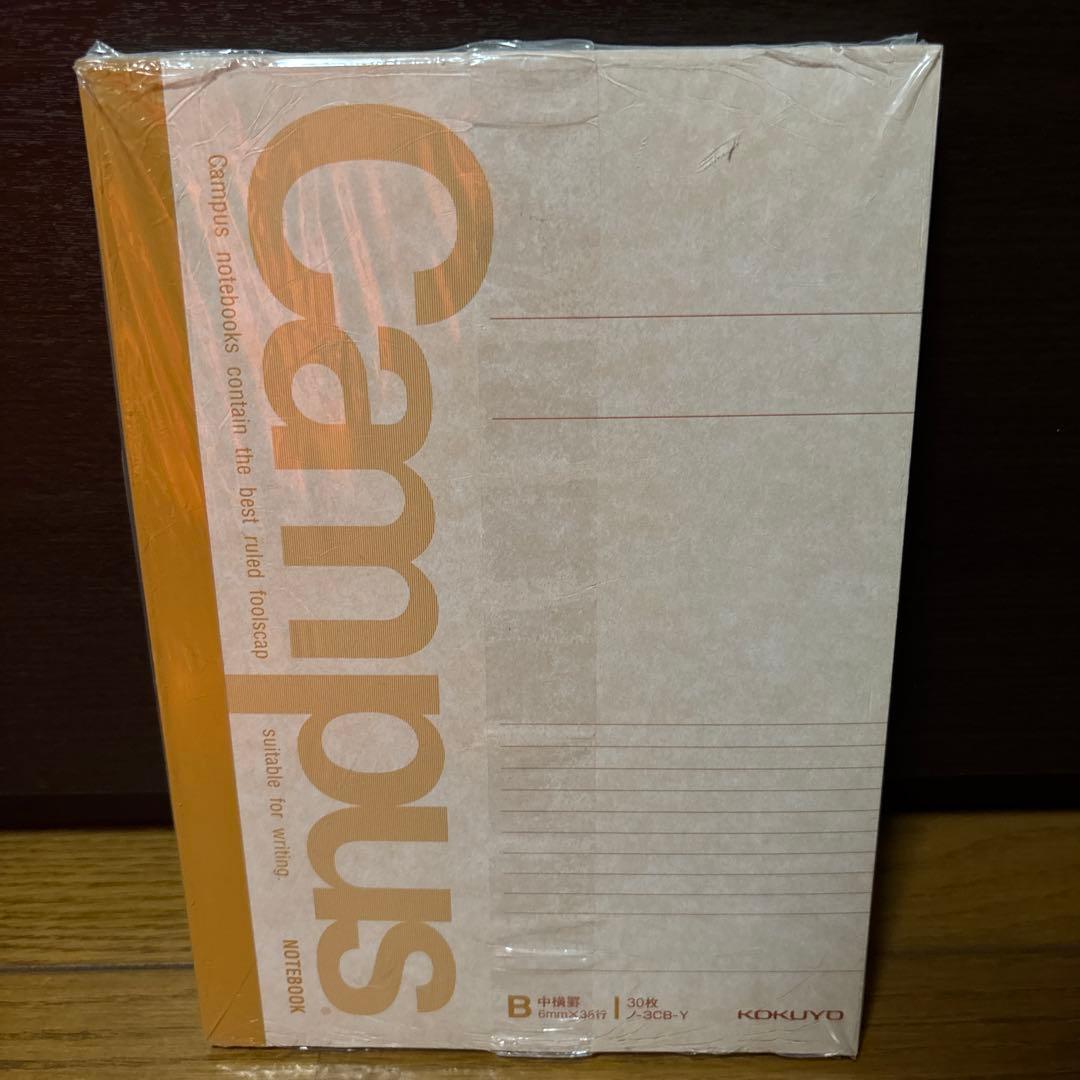 Campus
Campus notebooks contain the best ruled foolscap suitable for writing.
NOTEBOOK
B 中横罫 30枚
6mm×35行 ノ-3CB-Y
KOKUYO